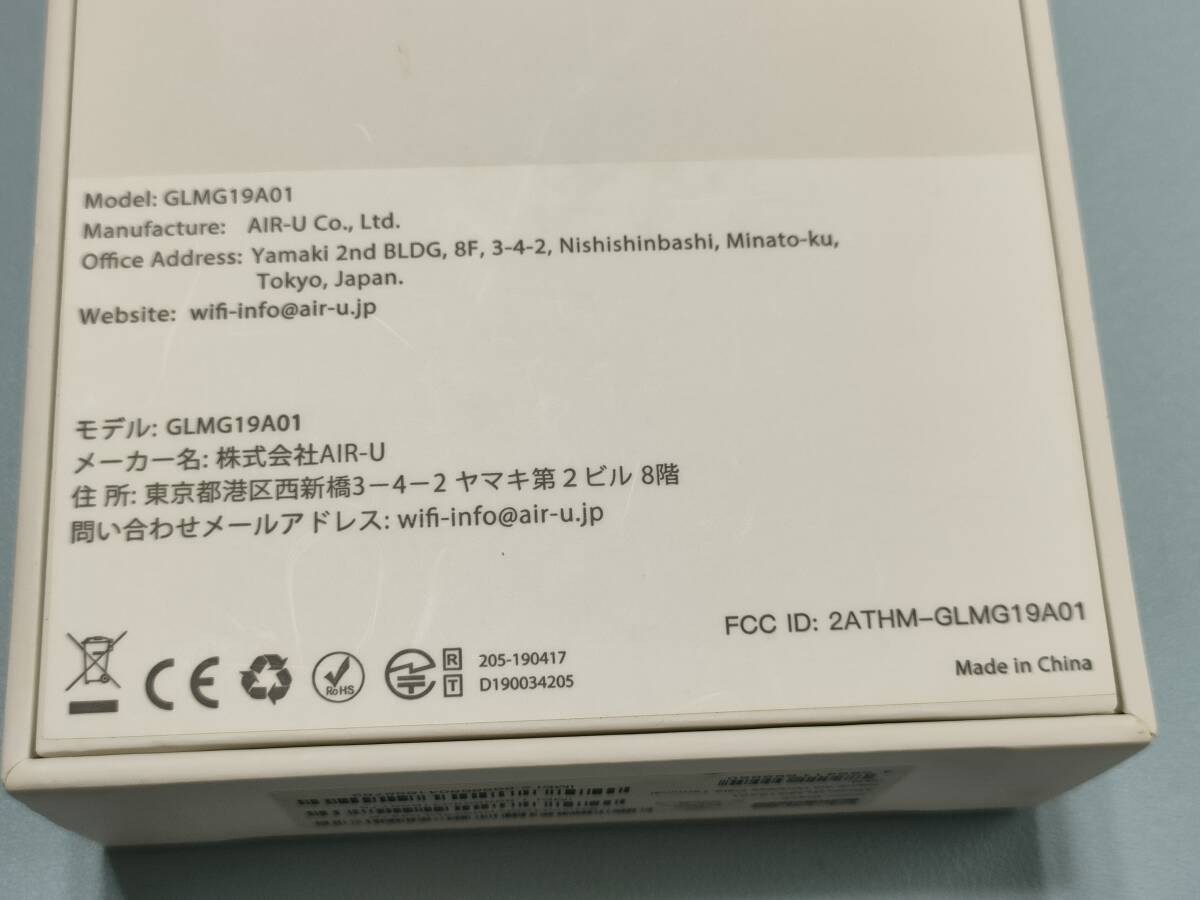 Model: GLMG19A01
Manufacture: AIR-U Co., Ltd.
Office Address: Yamaki 2nd BLDG, 8F, 3-4-2, Nishishinbashi, Minato-ku,
Tokyo, Japan.
Website: wifi-info@air-u.jp
モデル: GLMG19A01
メーカー名: 株式会社AIR-U
住 所: 東京都港区西新橋3－4－2 ヤマキ第２ビル 8階
問い合わせメールアドレス: wifi-info@air-u.jp
FCC ID: 2ATHM-GLMG19A01
Made in China
CE
RoHS
R 205-190417
T D190034205